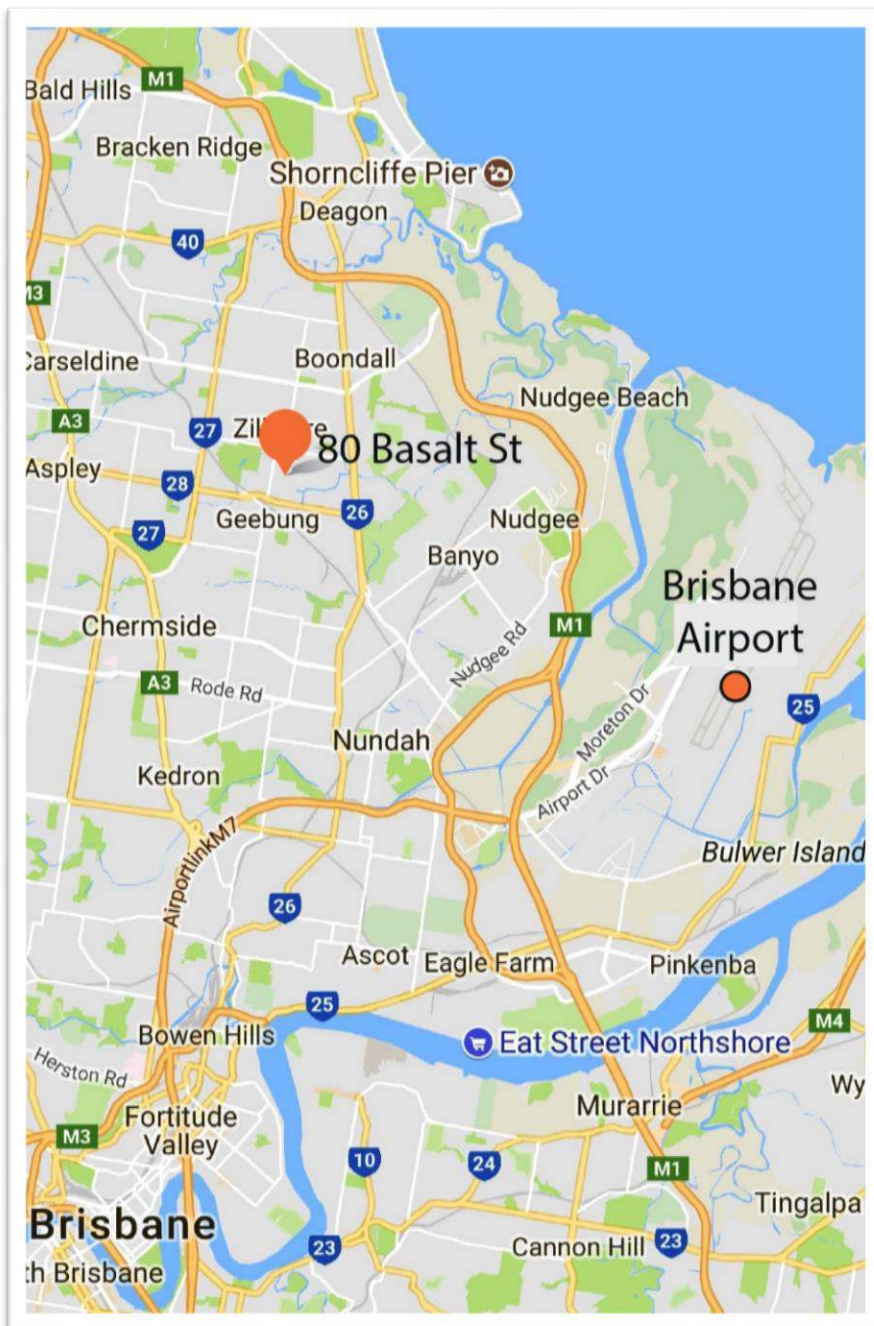 M1
Bald Hills
Bracken Ridge
Shorncliffe Pier
Deagon
40
M3
Carseldine
Boondall
Nudgee Beach
A3
27
80 Basalt St
Aspley
28
26
Geebung
Nudgee
27
Banyo
Brisbane
Airport
Chermside
M1
Nudgee Rd
A3
Rode Rd
Moreton Dr
25
Nundah
Kedron
Airport Dr
AirportlinkM7
Bulwer Island
26
Ascot
Eagle Farm
Pinkenba
25
Bowen Hills
Eat Street Northshore
M4
Herston Rd
Wy
Murarrie
Fortitude
Valley
M3
10
24
M1
Tingalpa
Brisbane
23
Cannon Hill
23
th Brisbane